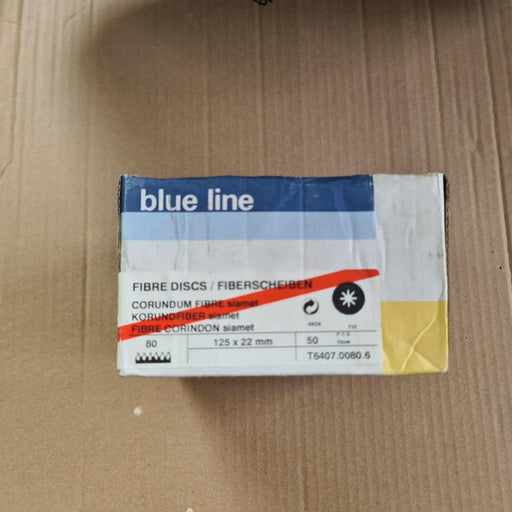 blue line
FIBRE DISCS / FIBERSCHEIBEN
CORUNDUM FIBRE siamet
KORUNDFIBER siamet
FIBRE CORINDON siamet
80
125 x 22 mm
50
T6407.0080.6